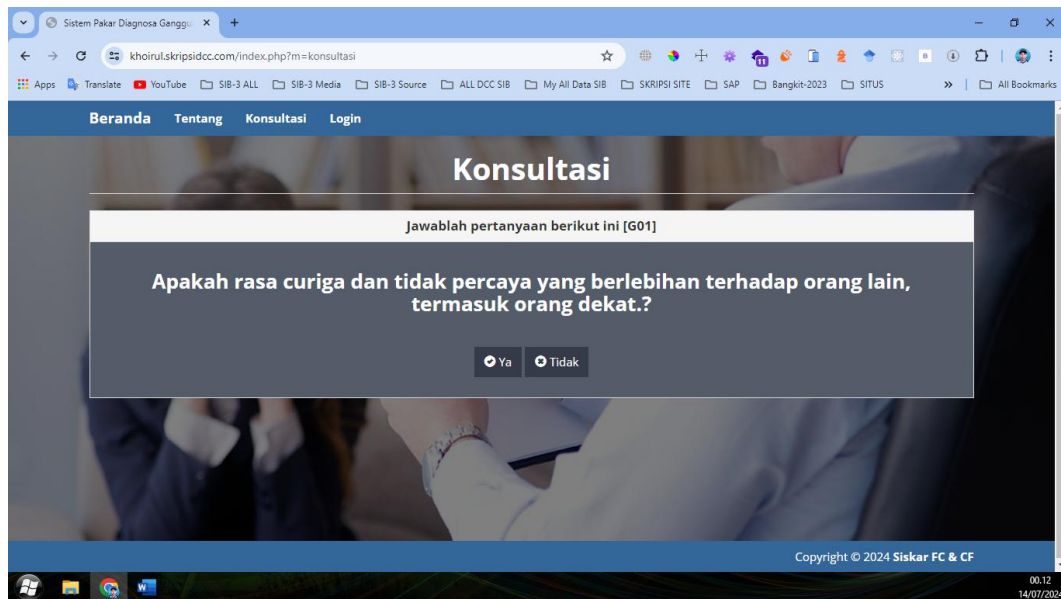 Sistem Pakar Diagnosa Ganggu
khoirul.skripsidcc.com/index.php?m=konsultasi
11
Apps Translate YouTube SIB-3 ALL SIB-3 Media SIB-3 Source ALL DCC SIB My All Data SIB SKRIPSI SITE SAP Bangkit-2023 SITUS » All Bookmarks
Beranda Tentang Konsultasi Login
Konsultasi
Jawablah pertanyaan berikut ini [G01]
Apakah rasa curiga dan tidak percaya yang berlebihan terhadap orang lain,
termasuk orang dekat.?
Ya Tidak
Copyright © 2024 Siskar FC & CF
00.12
14/07/202